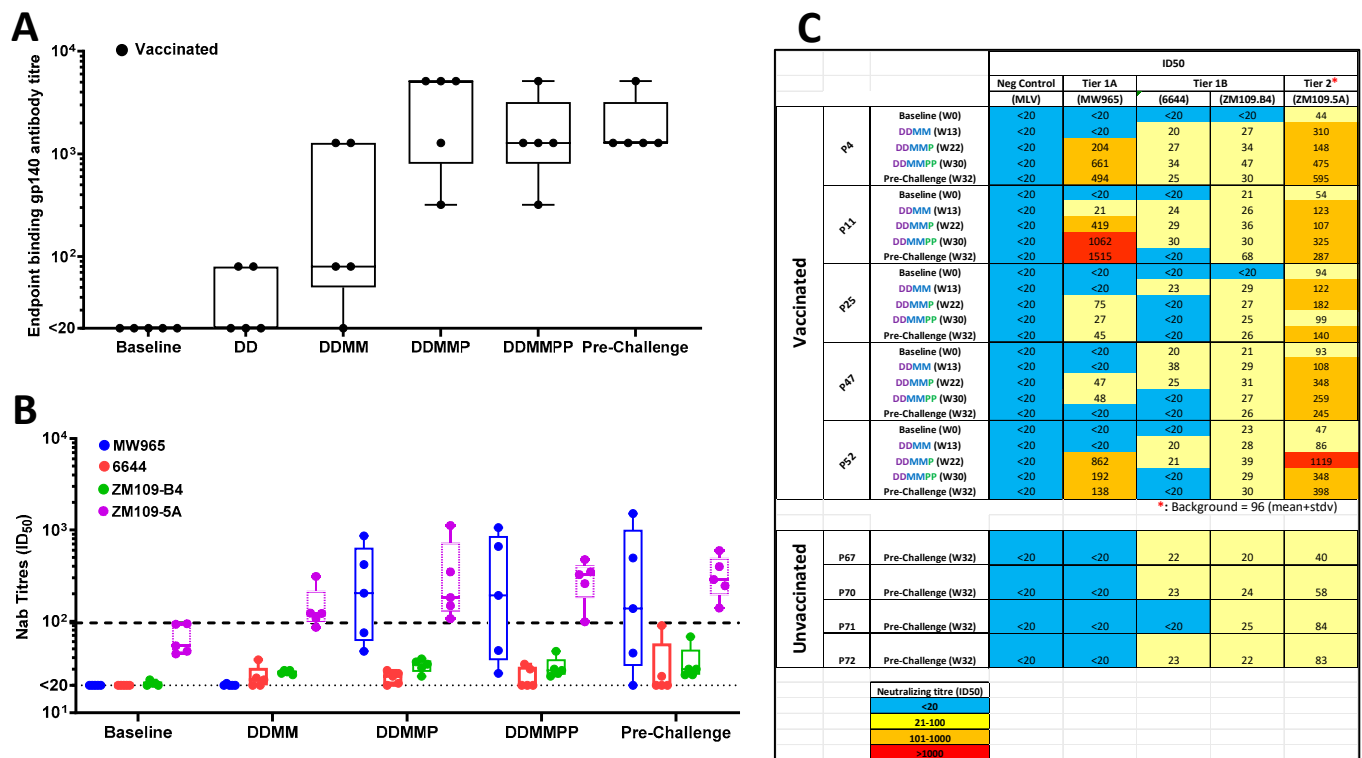 A
Vaccinated
Endpoint binding gp140 antibody titre
10^4
10^3
10^2
<20
Baseline DD DDMM DDMMP DDMMPP Pre-Challenge
B
MW965
6644
ZM109-B4
ZM109-5A
Nab Titres (ID50)
10^4
10^3
10^2
<20
10^1
Baseline DDMM DDMMP DDMMPP Pre-Challenge
C
ID50
Neg Control Tier 1A Tier 1B Tier 2*
(MLV) (MW965) (6644) (ZM109.B4) (ZM109.5A)
Vaccinated
P4
Baseline (W0) <20 <20 <20 <20 44
DDMM (W13) <20 <20 20 27 310
DDMMP (W22) <20 204 27 34 148
DDMMPP (W30) <20 661 34 47 475
Pre-Challenge (W32) <20 494 25 30 595
P11
Baseline (W0) <20 <20 <20 21 54
DDMM (W13) <20 21 24 26 123
DDMMP (W22) <20 419 29 36 107
DDMMPP (W30) <20 1062 30 30 325
Pre-Challenge (W32) <20 1515 <20 68 287
P25
Baseline (W0) <20 <20 <20 <20 94
DDMM (W13) <20 <20 23 29 122
DDMMP (W22) <20 75 <20 27 182
DDMMPP (W30) <20 27 <20 25 99
Pre-Challenge (W32) <20 45 <20 26 140
P47
Baseline (W0) <20 <20 20 21 93
DDMM (W13) <20 <20 38 29 108
DDMMP (W22) <20 47 25 31 348
DDMMPP (W30) <20 48 <20 27 259
Pre-Challenge (W32) <20 <20 <20 26 245
P52
Baseline (W0) <20 <20 <20 23 47
DDMM (W13) <20 <20 20 28 86
DDMMP (W22) <20 862 21 39 1119
DDMMPP (W30) <20 192 <20 29 348
Pre-Challenge (W32) <20 138 <20 30 398
*: Background = 96 (mean+stdv)
Unvaccinated
P67 Pre-Challenge (W32) <20 <20 22 20 40
P70 Pre-Challenge (W32) <20 <20 23 24 58
P71 Pre-Challenge (W32) <20 <20 <20 25 84
P72 Pre-Challenge (W32) <20 <20 23 22 83
Neutralizing titre (ID50)
<20
21-100
101-1000
>1000